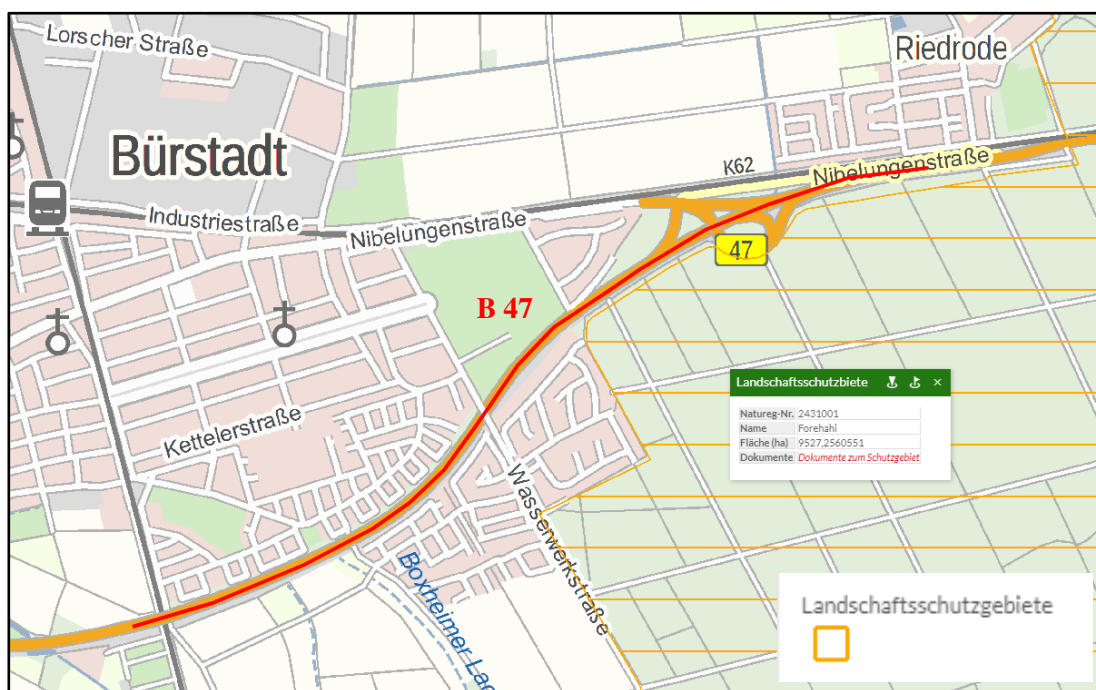 Lorscher Straße
Riedrode
Bürstadt
K62
Nibelungenstraße
Industriestraße
Nibelungenstraße
47
B 47
Landschaftsschutzbiete
Natureg-Nr. 2431001
Name Forehahl
Fläche (ha) 9527,2560551
Dokumente Dokumente zum Schutzgebiet
Kettelerstraße
Wasserwerkstraße
Boxheimer Lac
Landschaftsschutzgebiete